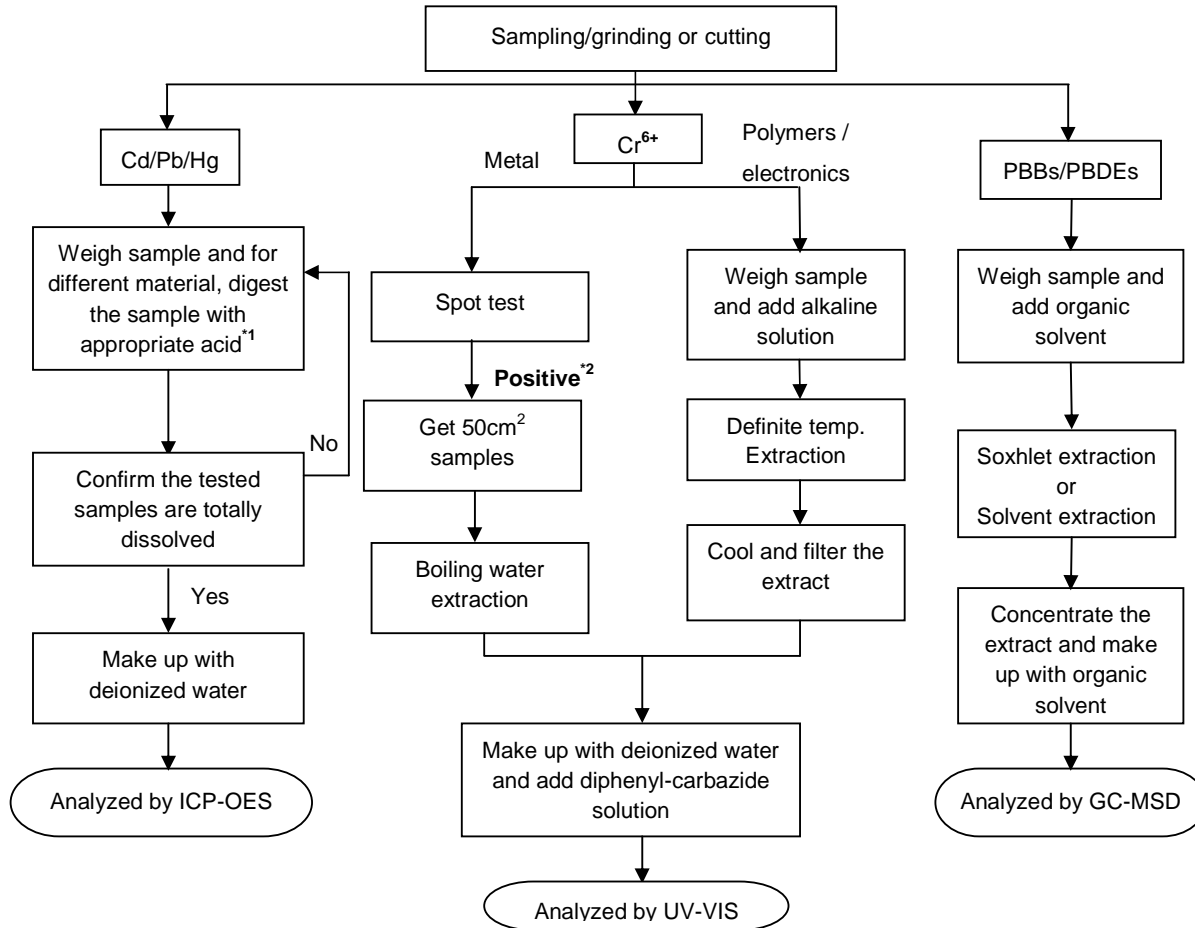 Sampling/grinding or cutting
Cd/Pb/Hg
Weigh sample and for
different material, digest
the sample with
appropriate acid*1
No
Confirm the tested
samples are totally
dissolved
Yes
Make up with
deionized water
Analyzed by ICP-OES
Cr6+
Metal
Spot test
Positive*2
Get 50cm2
samples
Boiling water
extraction
Polymers /
electronics
Weigh sample
and add alkaline
solution
Definite temp.
Extraction
Cool and filter the
extract
Make up with deionized water
and add diphenyl-carbazide
solution
Analyzed by UV-VIS
PBBs/PBDEs
Weigh sample and
add organic
solvent
Soxhlet extraction
or
Solvent extraction
Concentrate the
extract and make
up with organic
solvent
Analyzed by GC-MSD